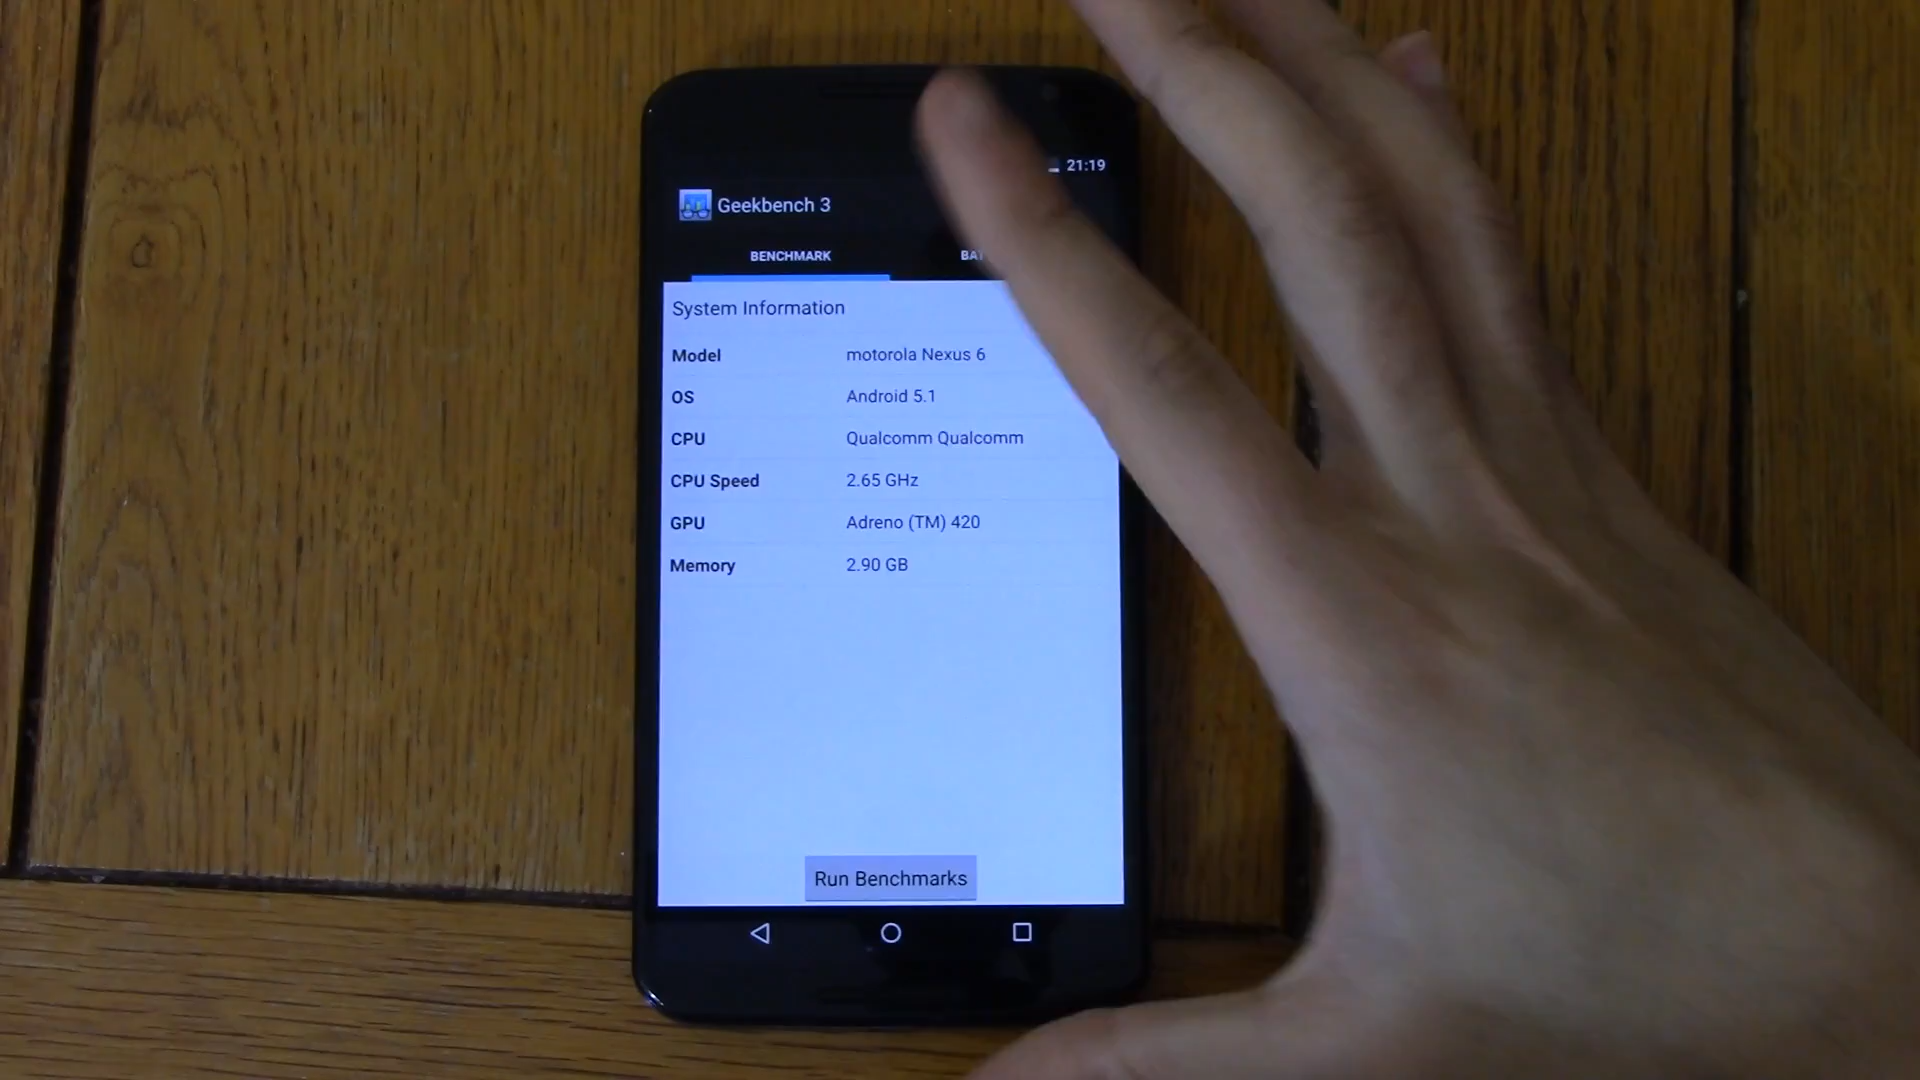 21:19
Geekbench 3
BENCHMARK
System Information
Model motorola Nexus 6
OS Android 5.1
CPU Qualcomm Qualcomm
CPU Speed 2.65 GHz
GPU Adreno (TM) 420
Memory 2.90 GB
Run Benchmarks